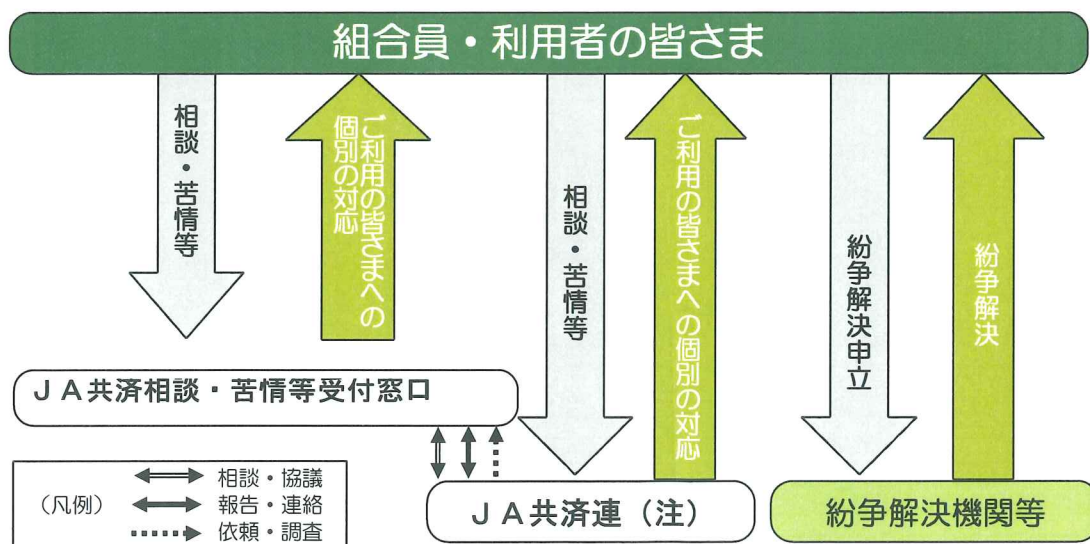 組合員・利用者の皆さま
相談・苦情等
ご利用の皆さまへの
個別の対応
相談・苦情等
ご利用の皆さまへの個別の対応
紛争解決申立
紛争解決
ＪＡ共済相談・苦情等受付窓口
ＪＡ共済連（注）
紛争解決機関等
（凡例）
相談・協議
報告・連絡
依頼・調査